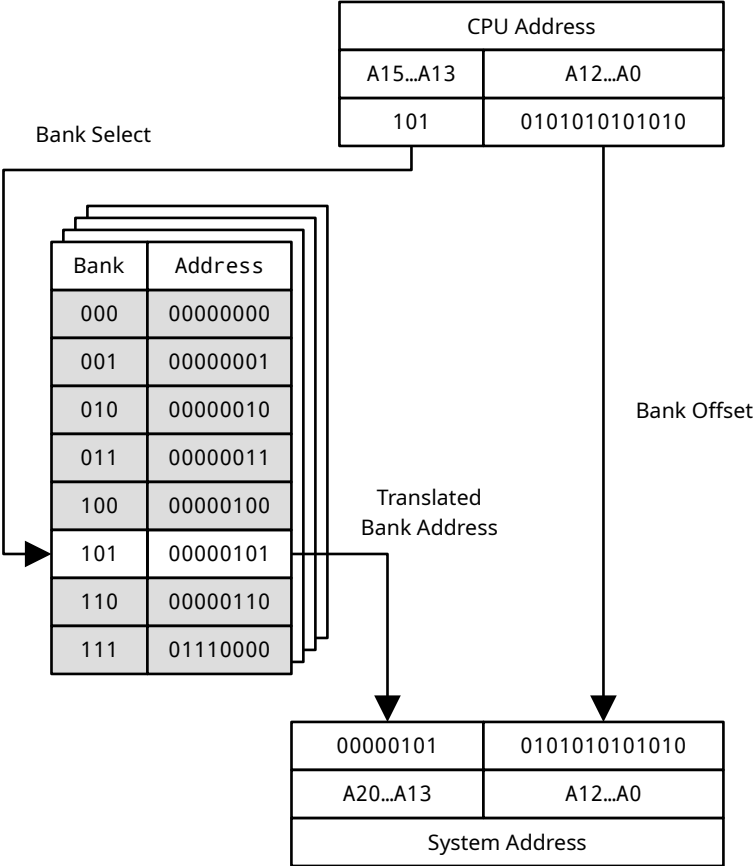 CPU Address
A15…A13 A12…A0
101 0101010101010
Bank Select
Bank Address
000 00000000
001 00000001
010 00000010
011 00000011
100 00000100
101 00000101
110 00000110
111 01110000
Bank Offset
Translated
Bank Address
00000101 0101010101010
A20…A13 A12…A0
System Address